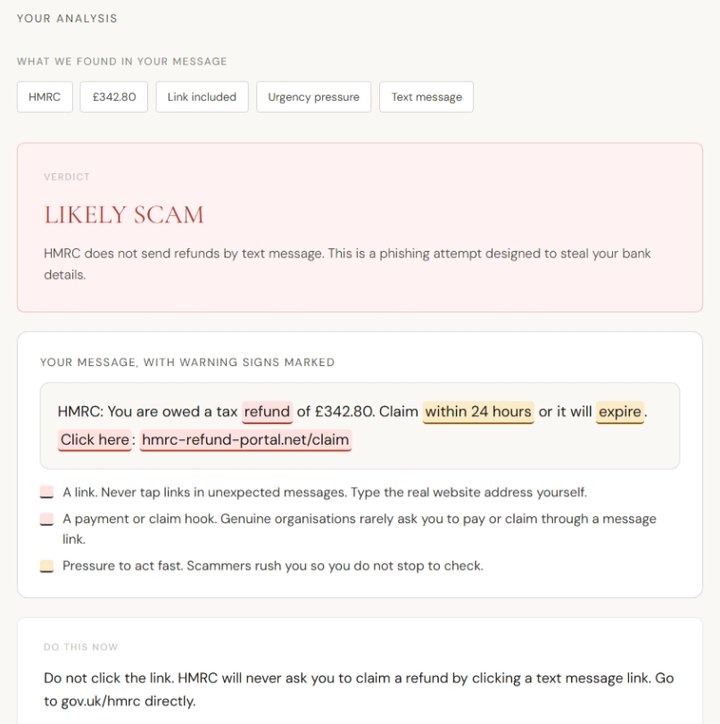 YOUR ANALYSIS
WHAT WE FOUND IN YOUR MESSAGE
HMRC
£342.80
Link included
Urgency pressure
Text message
VERDICT
LIKELY SCAM
HMRC does not send refunds by text message. This is a phishing attempt designed to steal your bank
details.
YOUR MESSAGE, WITH WARNING SIGNS MARKED
HMRC: You are owed a tax refund of £342.80. Claim within 24 hours or it will expire.
Click here: hmrc-refund-portal.net/claim
A link. Never tap links in unexpected messages. Type the real website address yourself.
A payment or claim hook. Genuine organisations rarely ask you to pay or claim through a message
link.
Pressure to act fast. Scammers rush you so you do not stop to check.
DO THIS NOW
Do not click the link. HMRC will never ask you to claim a refund by clicking a text message link. Go
to gov.uk/hmrc directly.